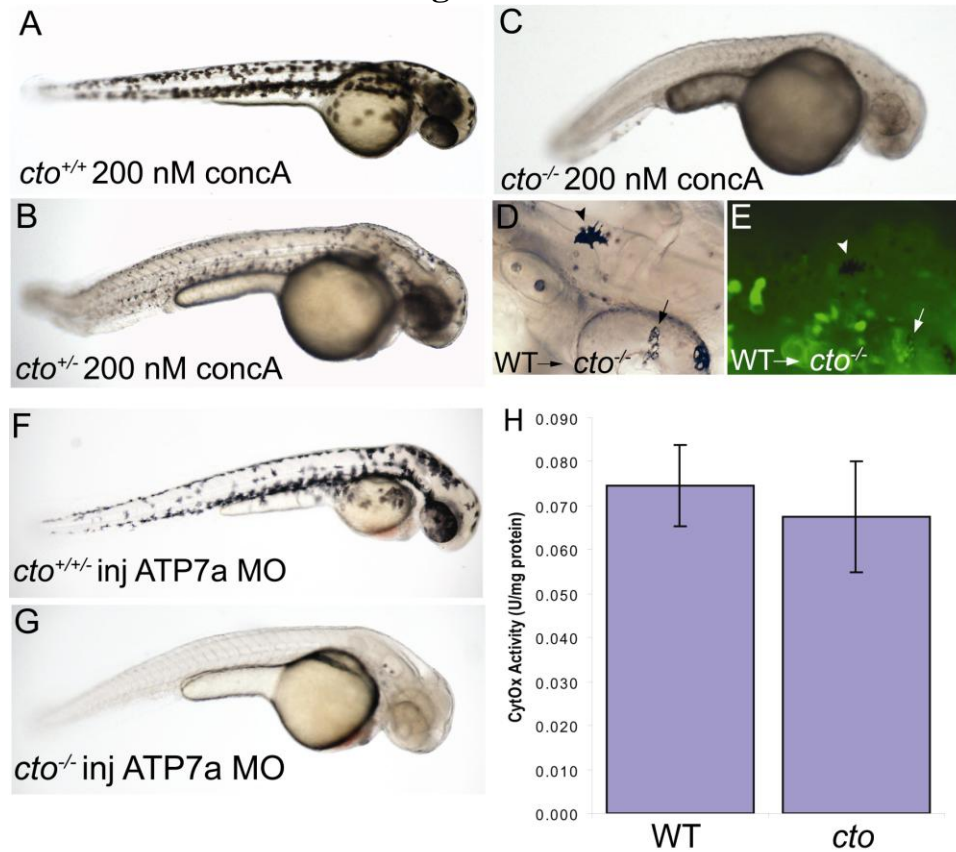 A
cto+/+ 200 nM concA
B
cto+/- 200 nM concA
C
cto-/- 200 nM concA
D
WT→ cto-/-
E
WT→ cto-/-
F
cto+/+/- inj ATP7a MO
G
cto-/- inj ATP7a MO
H
CytOx Activity (U/mg protein)
0.090
0.080
0.070
0.060
0.050
0.040
0.030
0.020
0.010
0.000
WT
cto